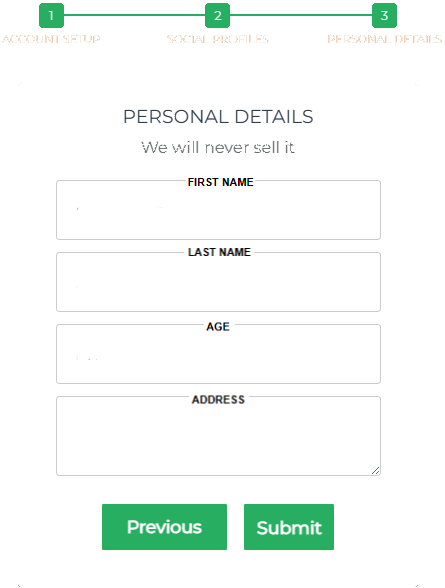 1 2 3
ACCOUNT SETUP SOCIAL PROFILES PERSONAL DETAILS
PERSONAL DETAILS
We will never sell it
FIRST NAME
LAST NAME
AGE
ADDRESS
Previous Submit